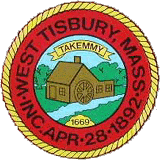 WEST TISBURY, MASS.
INC. APR. 28. 1892
TAKEMMY
1669